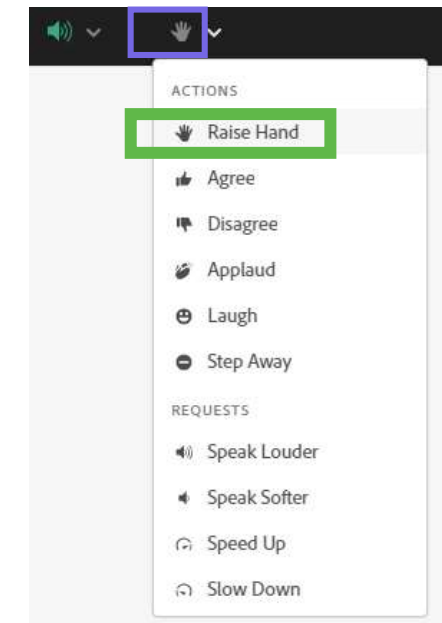 ACTIONS
Raise Hand
Agree
Disagree
Applaud
Laugh
Step Away
REQUESTS
Speak Louder
Speak Softer
Speed Up
Slow Down